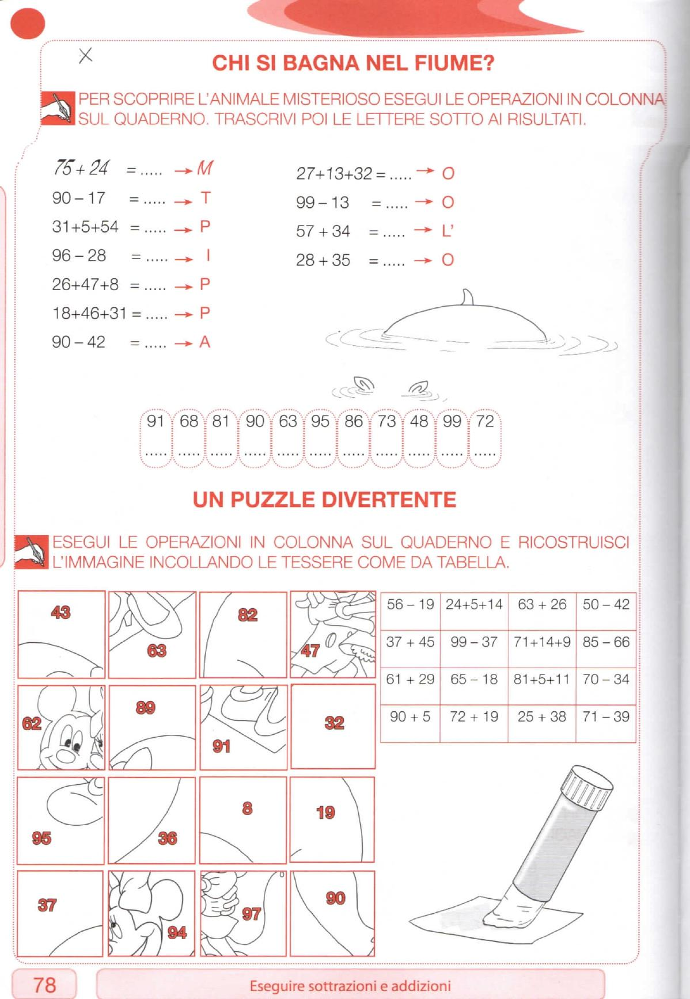 CHI SI BAGNA NEL FIUME?
PER SCOPRIRE L'ANIMALE MISTERIOSO ESEGUI LE OPERAZIONI IN COLONNA
SUL QUADERNO. TRASCRIVI POI LE LETTERE SOTTO AI RISULTATI.
75 + 24 = ..... → M
90 – 17 = ..... → T
31+5+54 = ..... → P
96 – 28 = ..... → I
26+47+8 = ..... → P
18+46+31 = ..... → P
90 – 42 = ..... → A
27+13+32 = ..... → O
99 – 13 = ..... → O
57 + 34 = ..... → L'
28 + 35 = ..... → O
91 68 81 90 63 95 86 73 48 99 72
..... ..... ..... ..... ..... ..... ..... ..... ..... ..... .....
UN PUZZLE DIVERTENTE
ESEGUI LE OPERAZIONI IN COLONNA SUL QUADERNO E RICOSTRUISCI
L'IMMAGINE INCOLLANDO LE TESSERE COME DA TABELLA.
43 63 82 47
62 89 91 32
95 36 8 19
37 94 97 90
56 – 19 24+5+14 63 + 26 50 – 42
37 + 45 99 – 37 71+14+9 85 – 66
61 + 29 65 – 18 81+5+11 70 – 34
90 + 5 72 + 19 25 + 38 71 – 39
78
Eseguire sottrazioni e addizioni